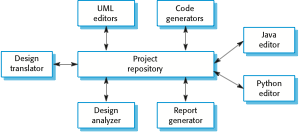 UML
editors
Code
generators
Java
editor
Design
translator
Project
repository
Python
editor
Design
analyzer
Report
generator